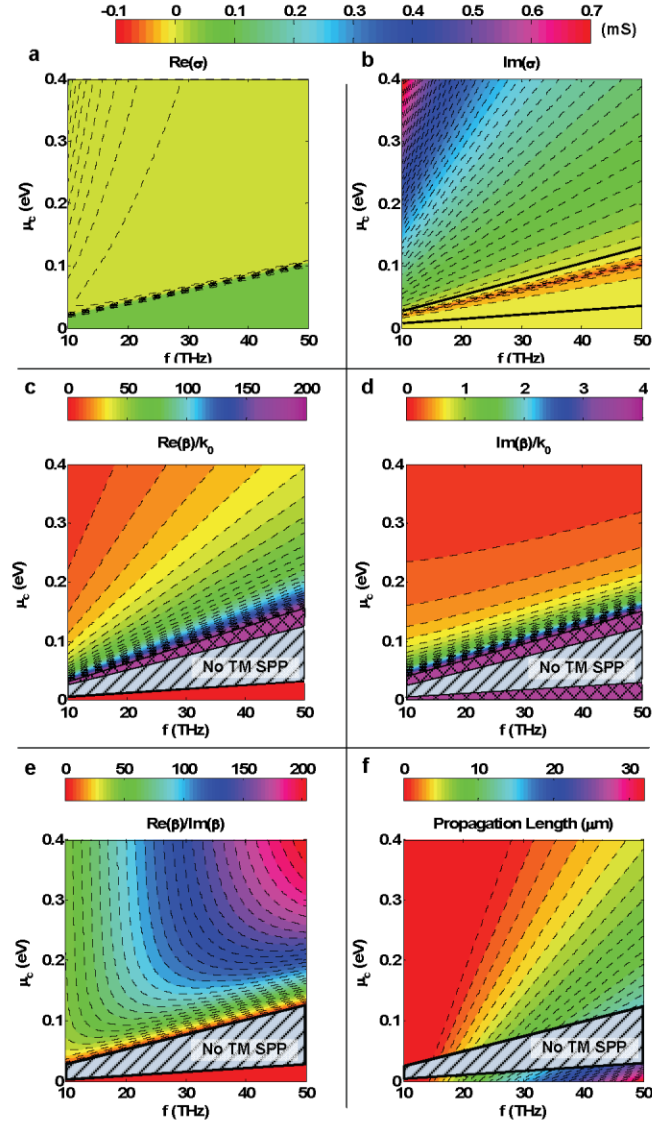 -0.1 0 0.1 0.2 0.3 0.4 0.5 0.6 0.7
(mS)
a Re(σ) b Im(σ)
0.4 0.4
0.3 0.3
μc (eV) μc (eV)
0.2 0.2
0.1 0.1
0 0
10 20 30 40 50 10 20 30 40 50
f (THz) f (THz)
c 0 50 100 150 200 d 0 1 2 3 4
Re(β)/k0 Im(β)/k0
0.4 0.4
0.3 0.3
μc (eV) μc (eV)
0.2 0.2
0.1 0.1
No TM SPP No TM SPP
0 0
10 20 30 40 50 10 20 30 40 50
f (THz) f (THz)
e 0 50 100 150 200 f 0 10 20 30
Re(β)/Im(β) Propagation Length (μm)
0.4 0.4
0.3 0.3
μc (eV) μc (eV)
0.2 0.2
0.1 0.1
No TM SPP No TM SPP
0 0
10 20 30 40 50 10 20 30 40 50
f (THz) f (THz)